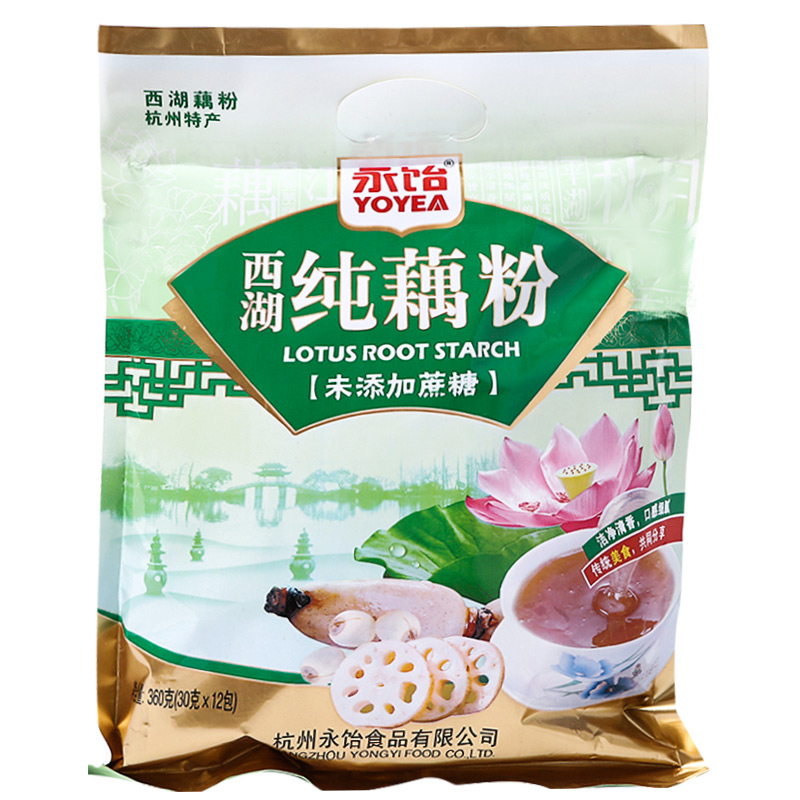 西湖藕粉
杭州特产
永饴®
YOYEA
西湖
纯藕粉
LOTUS ROOT STARCH
【未添加蔗糖】
洁净清香，口感细腻
传统美食，共同分享
360克(30克×12包)
杭州永饴食品有限公司
NGZHOU YONGYI FOOD CO.,LTD.